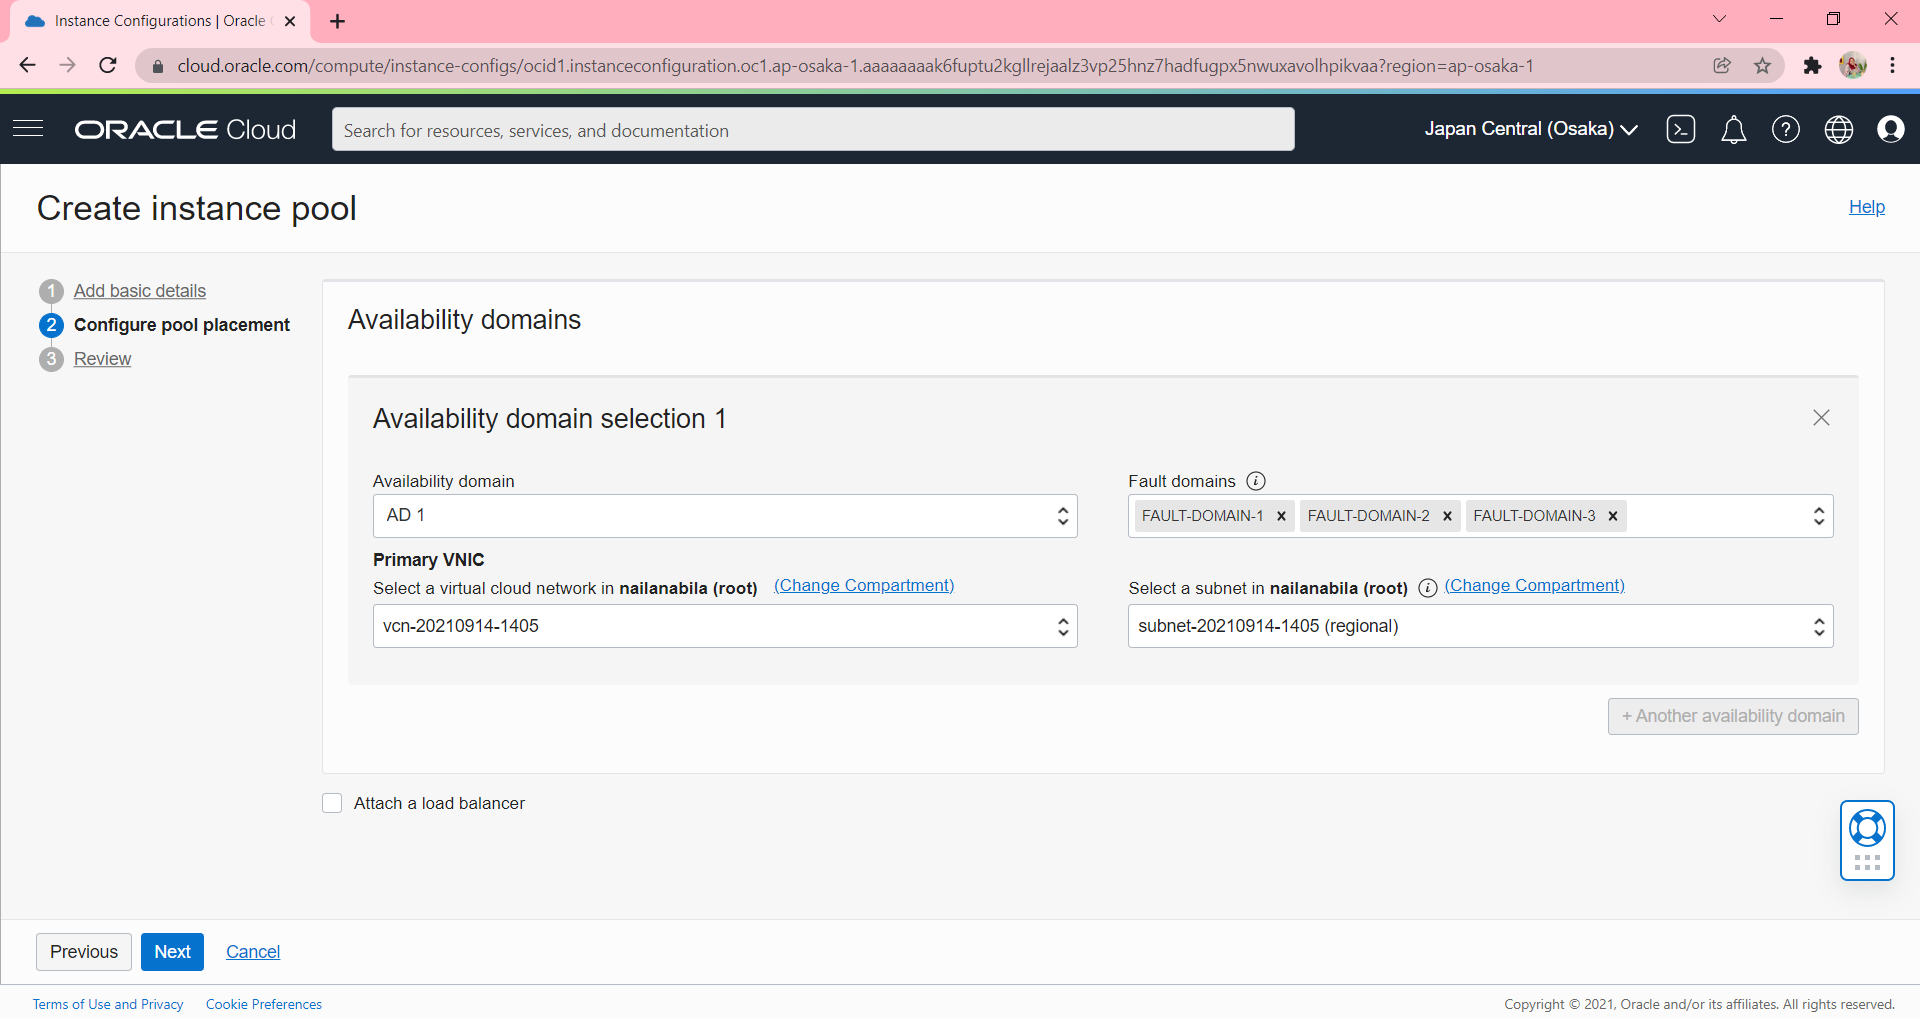 Instance Configurations | Oracle
cloud.oracle.com/compute/instance-configs/ocid1.instanceconfiguration.oc1.ap-osaka-1.aaaaaaaak6fuptu2kgllrejaalz3vp25hnz7hadfugpx5nwuxavolhpikvaa?region=ap-osaka-1
ORACLE Cloud
Search for resources, services, and documentation
Japan Central (Osaka)
Create instance pool
Help
1 Add basic details
2 Configure pool placement
3 Review
Availability domains
Availability domain selection 1
Availability domain
Fault domains
AD 1
FAULT-DOMAIN-1 FAULT-DOMAIN-2 FAULT-DOMAIN-3
Primary VNIC
Select a virtual cloud network in nailanabila (root) (Change Compartment)
Select a subnet in nailanabila (root) (Change Compartment)
vcn-20210914-1405
subnet-20210914-1405 (regional)
+ Another availability domain
Attach a load balancer
Previous
Next
Cancel
Terms of Use and Privacy
Cookie Preferences
Copyright © 2021, Oracle and/or its affiliates. All rights reserved.